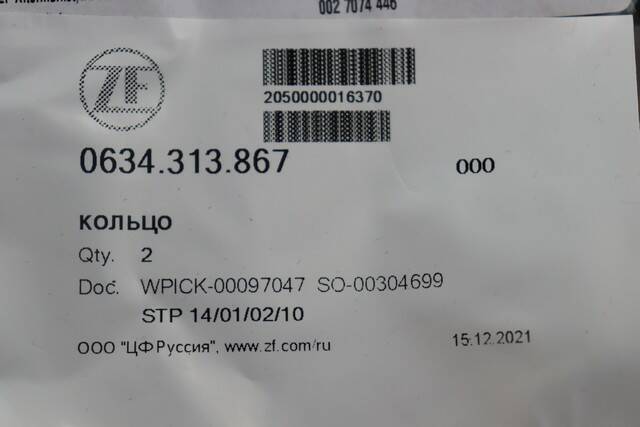 002 7074 446
ZF
2050000016370
0634.313.867 000
кольцо
Qty. 2
Doc. WPICK-00097047 SO-00304699
STP 14/01/02/10
ООО "ЦФ Руссия", www.zf.com/ru 15.12.2021